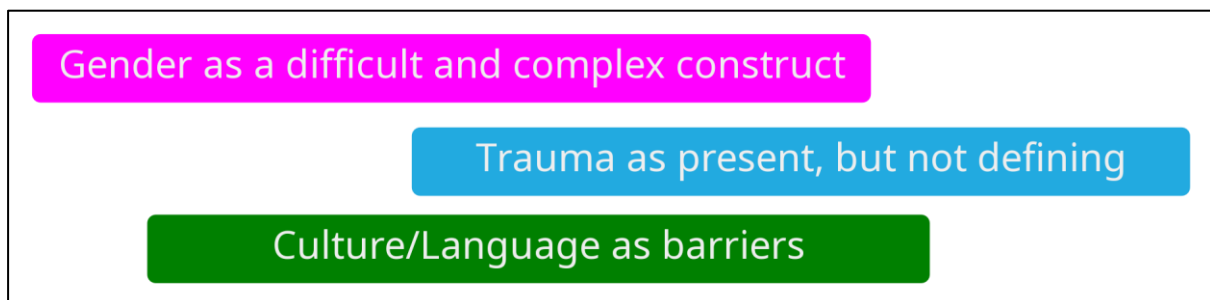 Gender as a difficult and complex construct
Trauma as present, but not defining
Culture/Language as barriers